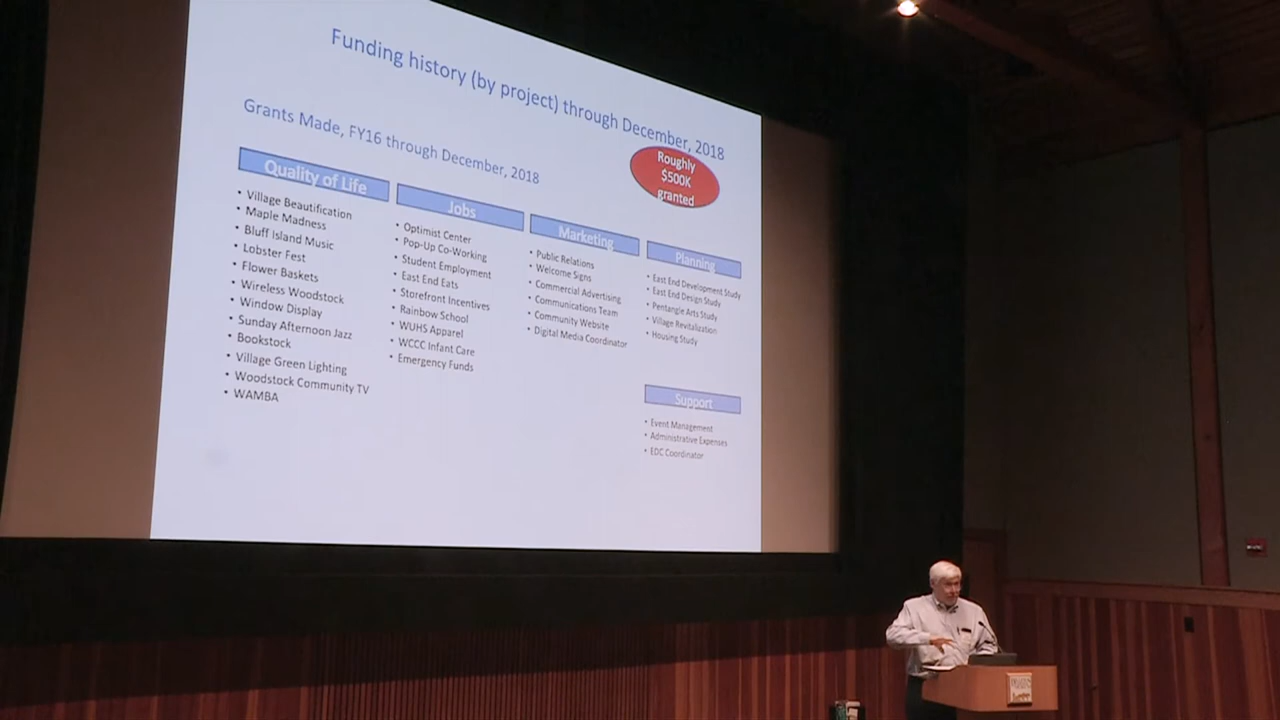 Funding history (by project) through December, 2018
Grants Made, FY16 through December, 2018
Roughly
$500K
granted
Quality of Life
• Village Beautification
• Maple Madness
• Bluff Island Music
• Lobster Fest
• Flower Baskets
• Wireless Woodstock
• Window Display
• Sunday Afternoon Jazz
• Bookstock
• Village Green Lighting
• Woodstock Community TV
• WAMBA
Jobs
• Optimist Center
• Pop-Up Co-Working
• Student Employment
• East End Eats
• Storefront Incentives
• Rainbow School
• WUHS Apparel
• WCCC Infant Care
• Emergency Funds
Marketing
• Public Relations
• Welcome Signs
• Commercial Advertising
• Communications Team
• Community Website
• Digital Media Coordinator
Planning
• East End Development Study
• East End Design Study
• Pentangle Arts Study
• Village Revitalization
• Housing Study
Support
• Event Management
• Administrative Expenses
• EDC Coordinator